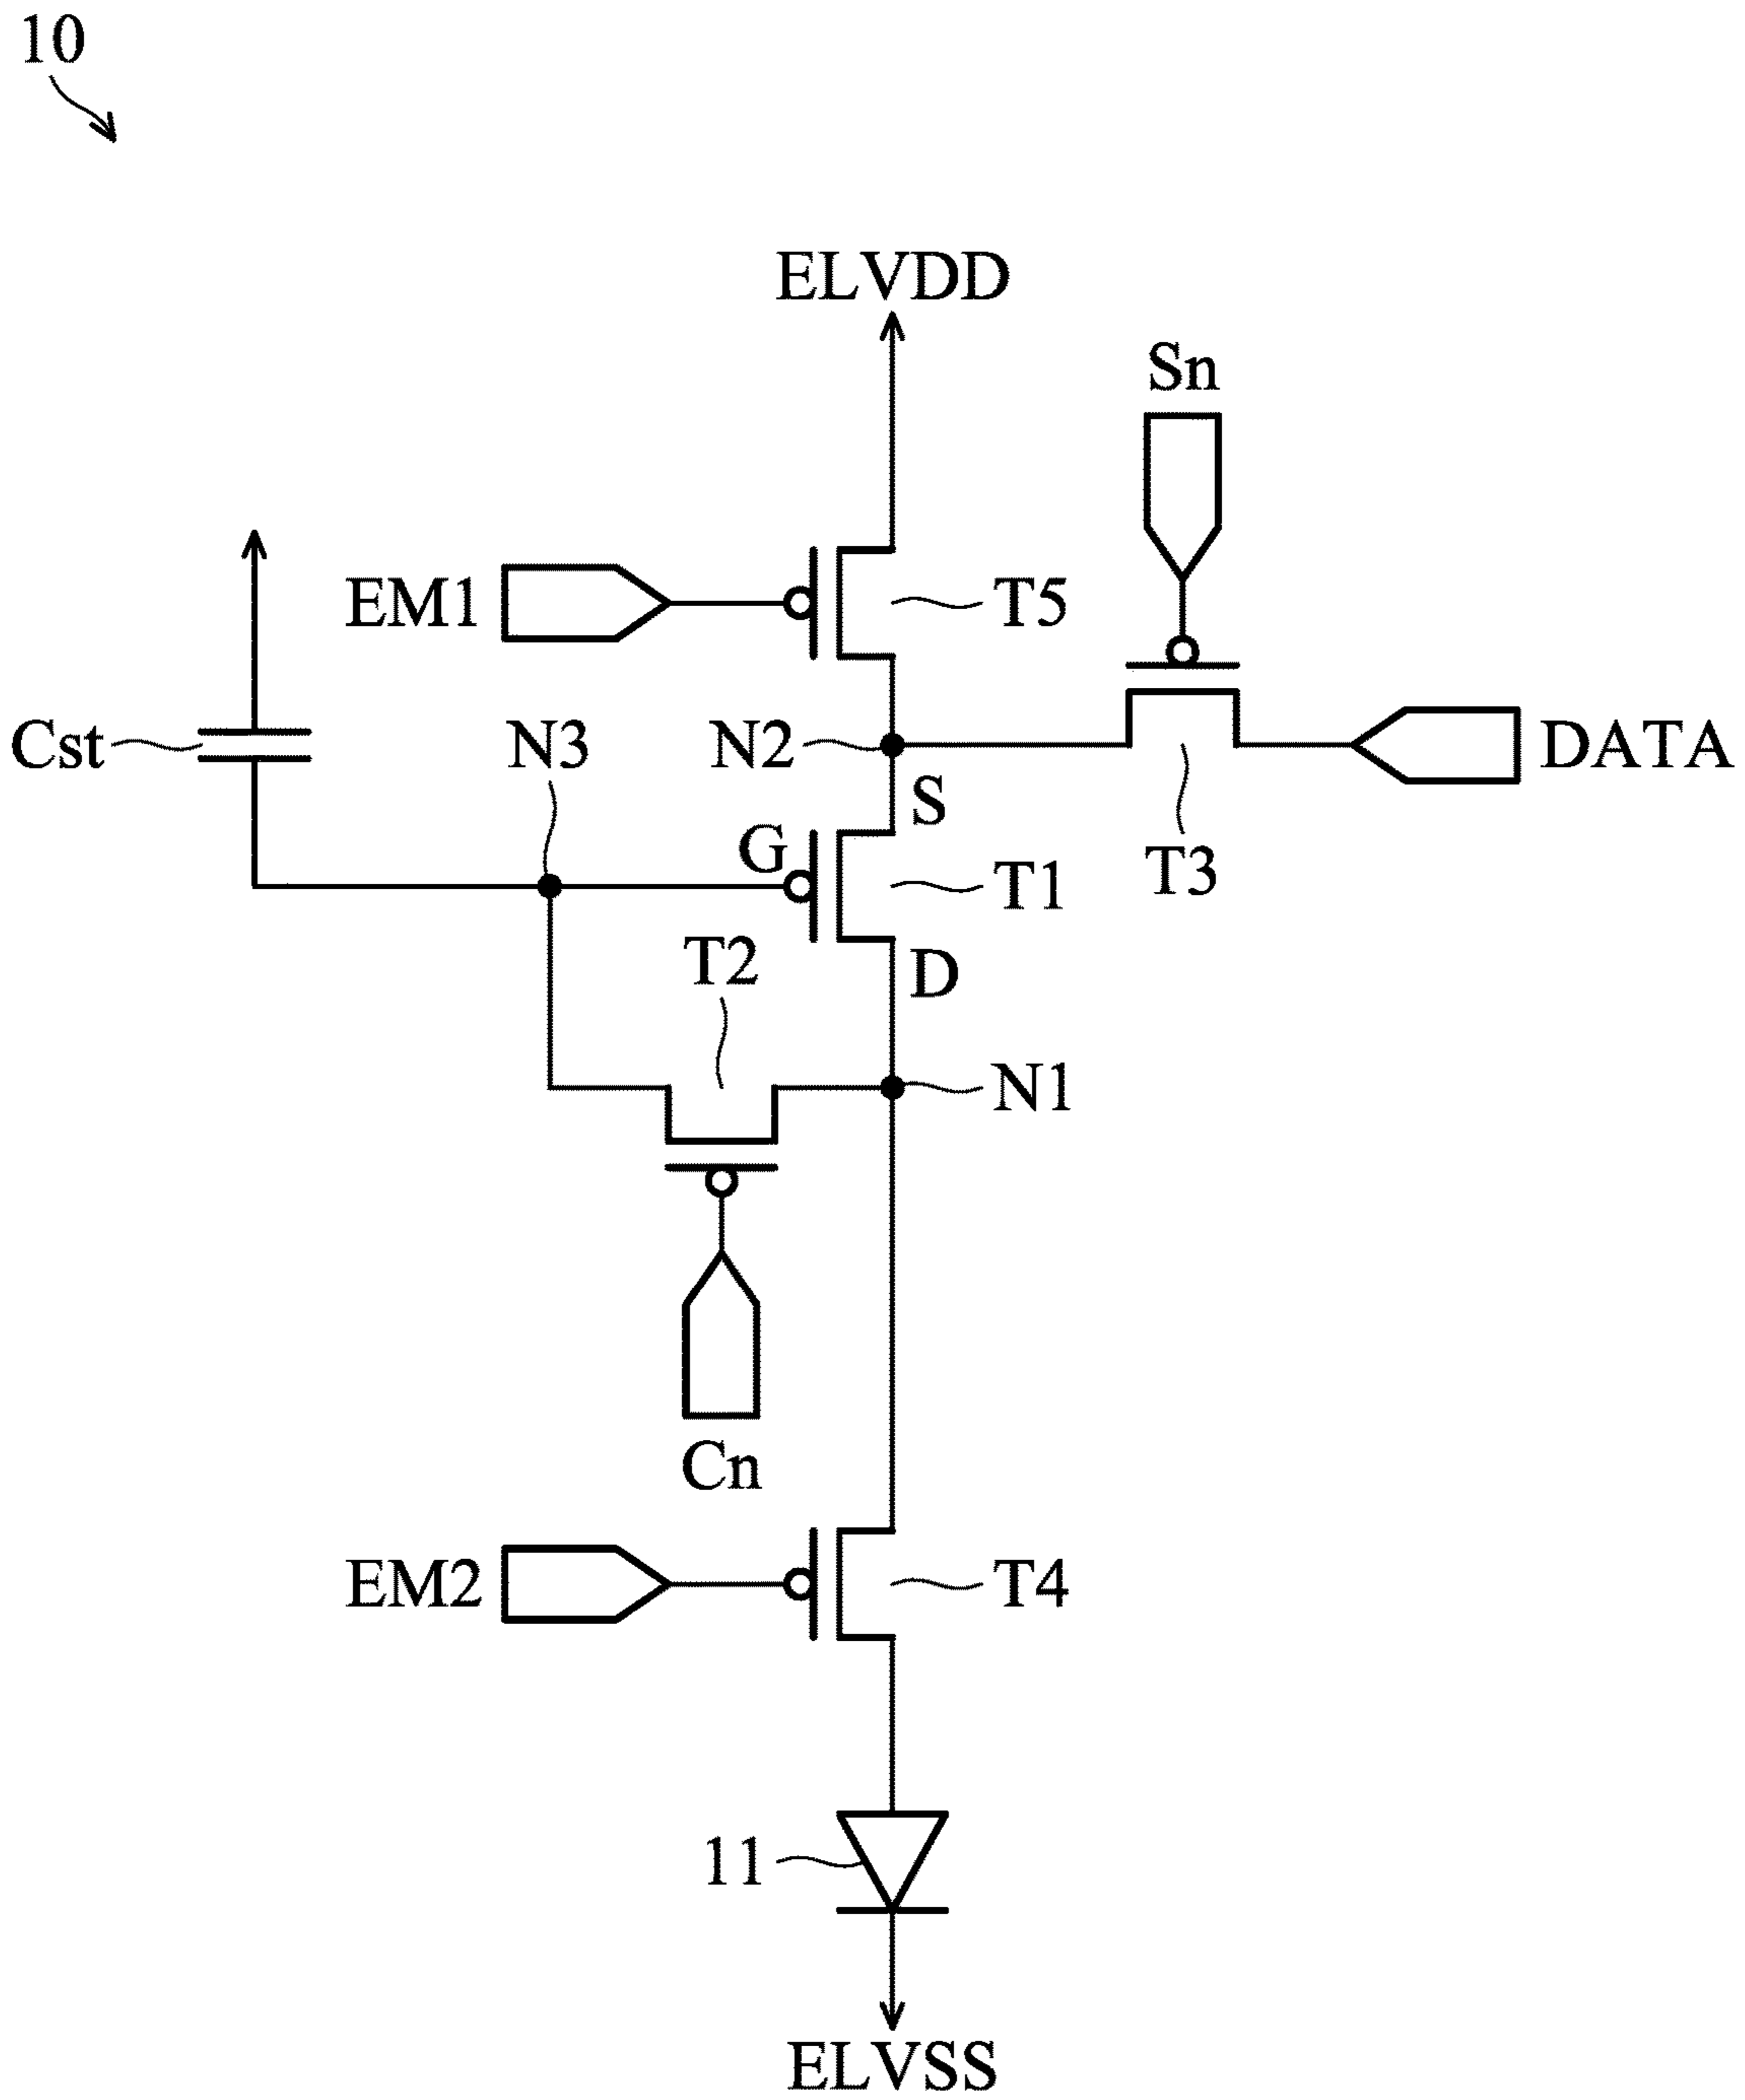 10
ELVDD
Sn
EM1
T5
Cst
N3
N2
DATA
S
G
T1
T3
T2
D
N1
Cn
EM2
T4
11
ELVSS